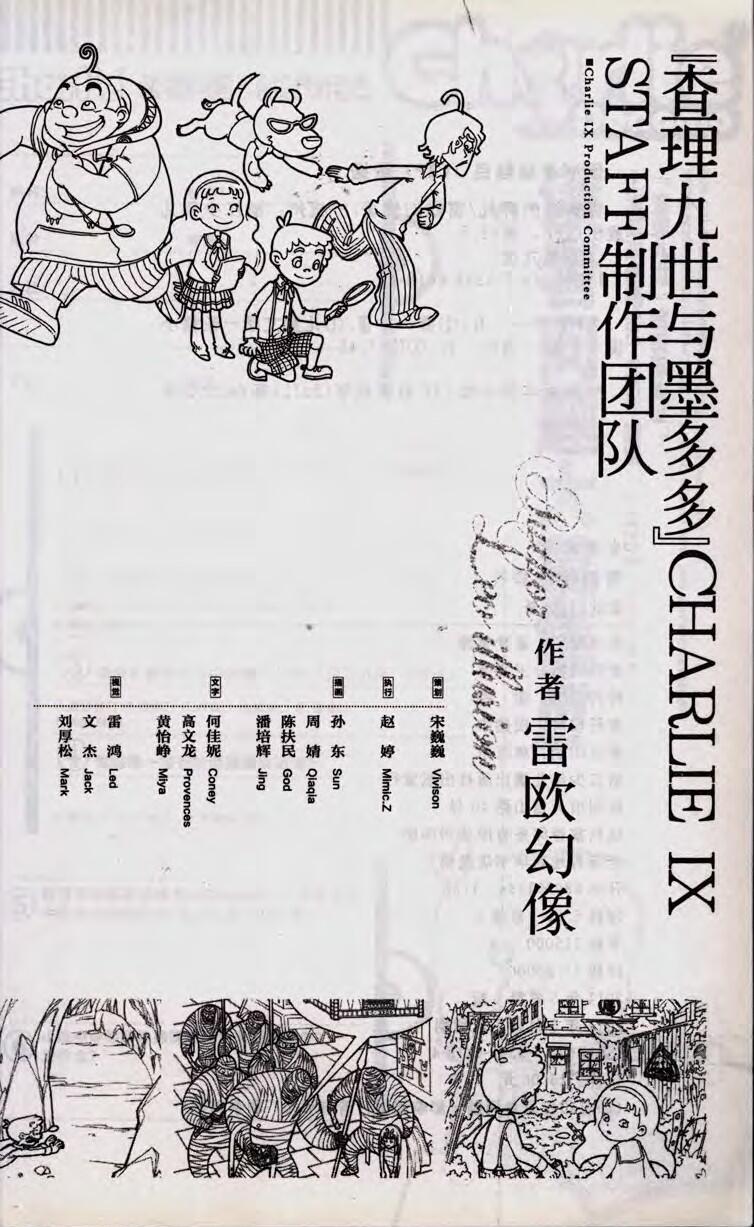 『查理九世与墨多多』CHARLIE IX
STAFF制作团队
■Charlie IX Production Committee
作者 雷欧幻像
Author
Leo Illusion
策划
宋巍巍 Vivison
执行
赵 婷 Mimic.Z
插画
孙 东 Sun
周 婧 Qiaqia
陈扶民 God
潘培辉 Jing
文字
何佳妮 Coney
高文龙 Provences
黄怡峥 Miya
视觉
雷 鸿 Led
文 杰 Jack
刘厚松 Mark